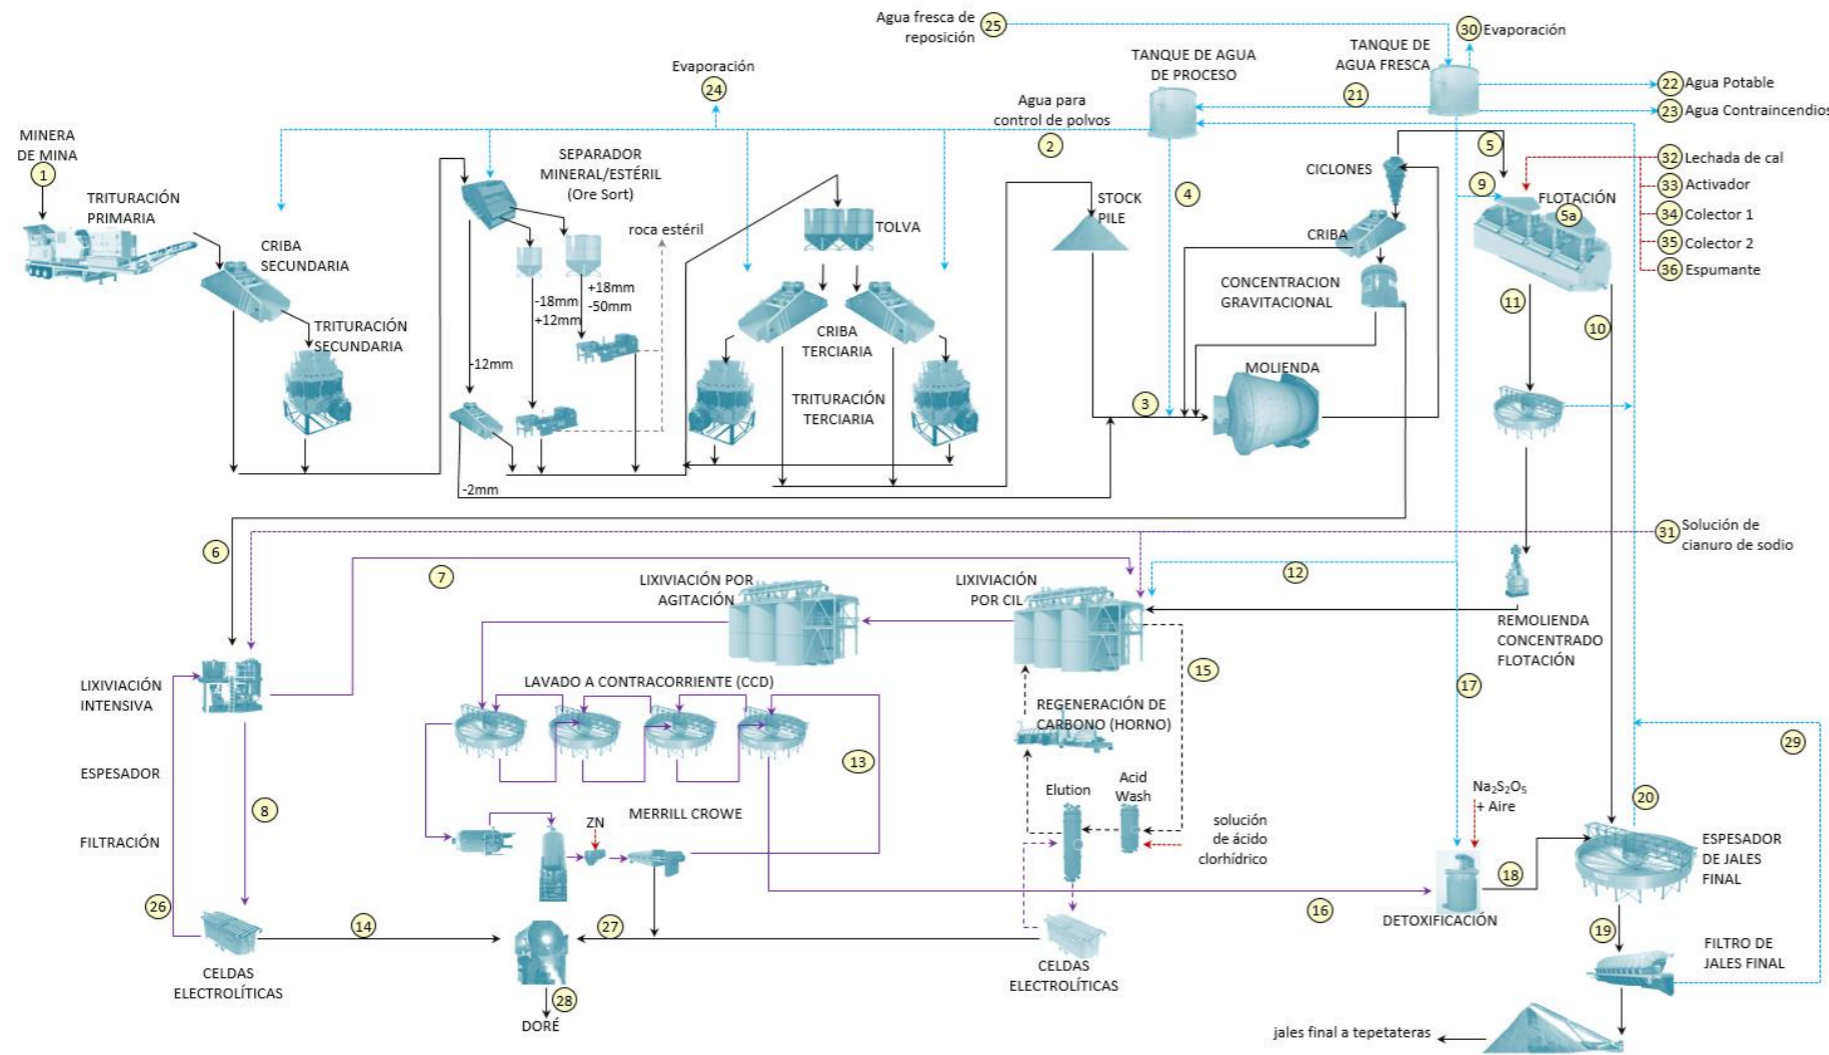 Agua fresca de
reposición
25
30
Evaporación
TANQUE DE AGUA
DE PROCESO
TANQUE DE
AGUA FRESCA
Evaporación
24
21
22
Agua Potable
23
Agua Contraincendios
Agua para
control de polvos
2
MINERA
DE MINA
1
TRITURACIÓN
PRIMARIA
CRIBA
SECUNDARIA
TRITURACIÓN
SECUNDARIA
SEPARADOR
MINERAL/ESTÉRIL
(Ore Sort)
roca estéril
+18mm
-50mm
-18mm
+12mm
-12mm
-2mm
TOLVA
CRIBA
TERCIARIA
TRITURACIÓN
TERCIARIA
STOCK
PILE
4
3
CICLONES
CRIBA
CONCENTRACION
GRAVITACIONAL
MOLIENDA
5
9
FLOTACIÓN
5a
32
Lechada de cal
33
Activador
34
Colector 1
35
Colector 2
36
Espumante
11
10
6
7
31
Solución de
cianuro de sodio
12
LIXIVIACIÓN POR
AGITACIÓN
LIXIVIACIÓN
POR CIL
REMOLIENDA
CONCENTRADO
FLOTACIÓN
15
17
LIXIVIACIÓN
INTENSIVA
LAVADO A CONTRACORRIENTE (CCD)
REGENERACIÓN DE
CARBONO (HORNO)
13
29
ESPESADOR
8
Elution
Acid
Wash
Na₂S₂O₅
+ Aire
20
FILTRACIÓN
ZN
MERRILL CROWE
solución
de ácido
clorhídrico
ESPESADOR
DE JALES
FINAL
18
26
14
27
16
DETOXIFICACIÓN
19
FILTRO DE
JALES FINAL
CELDAS
ELECTROLÍTICAS
28
DORÉ
CELDAS
ELECTROLÍTICAS
jales final a tepetateras